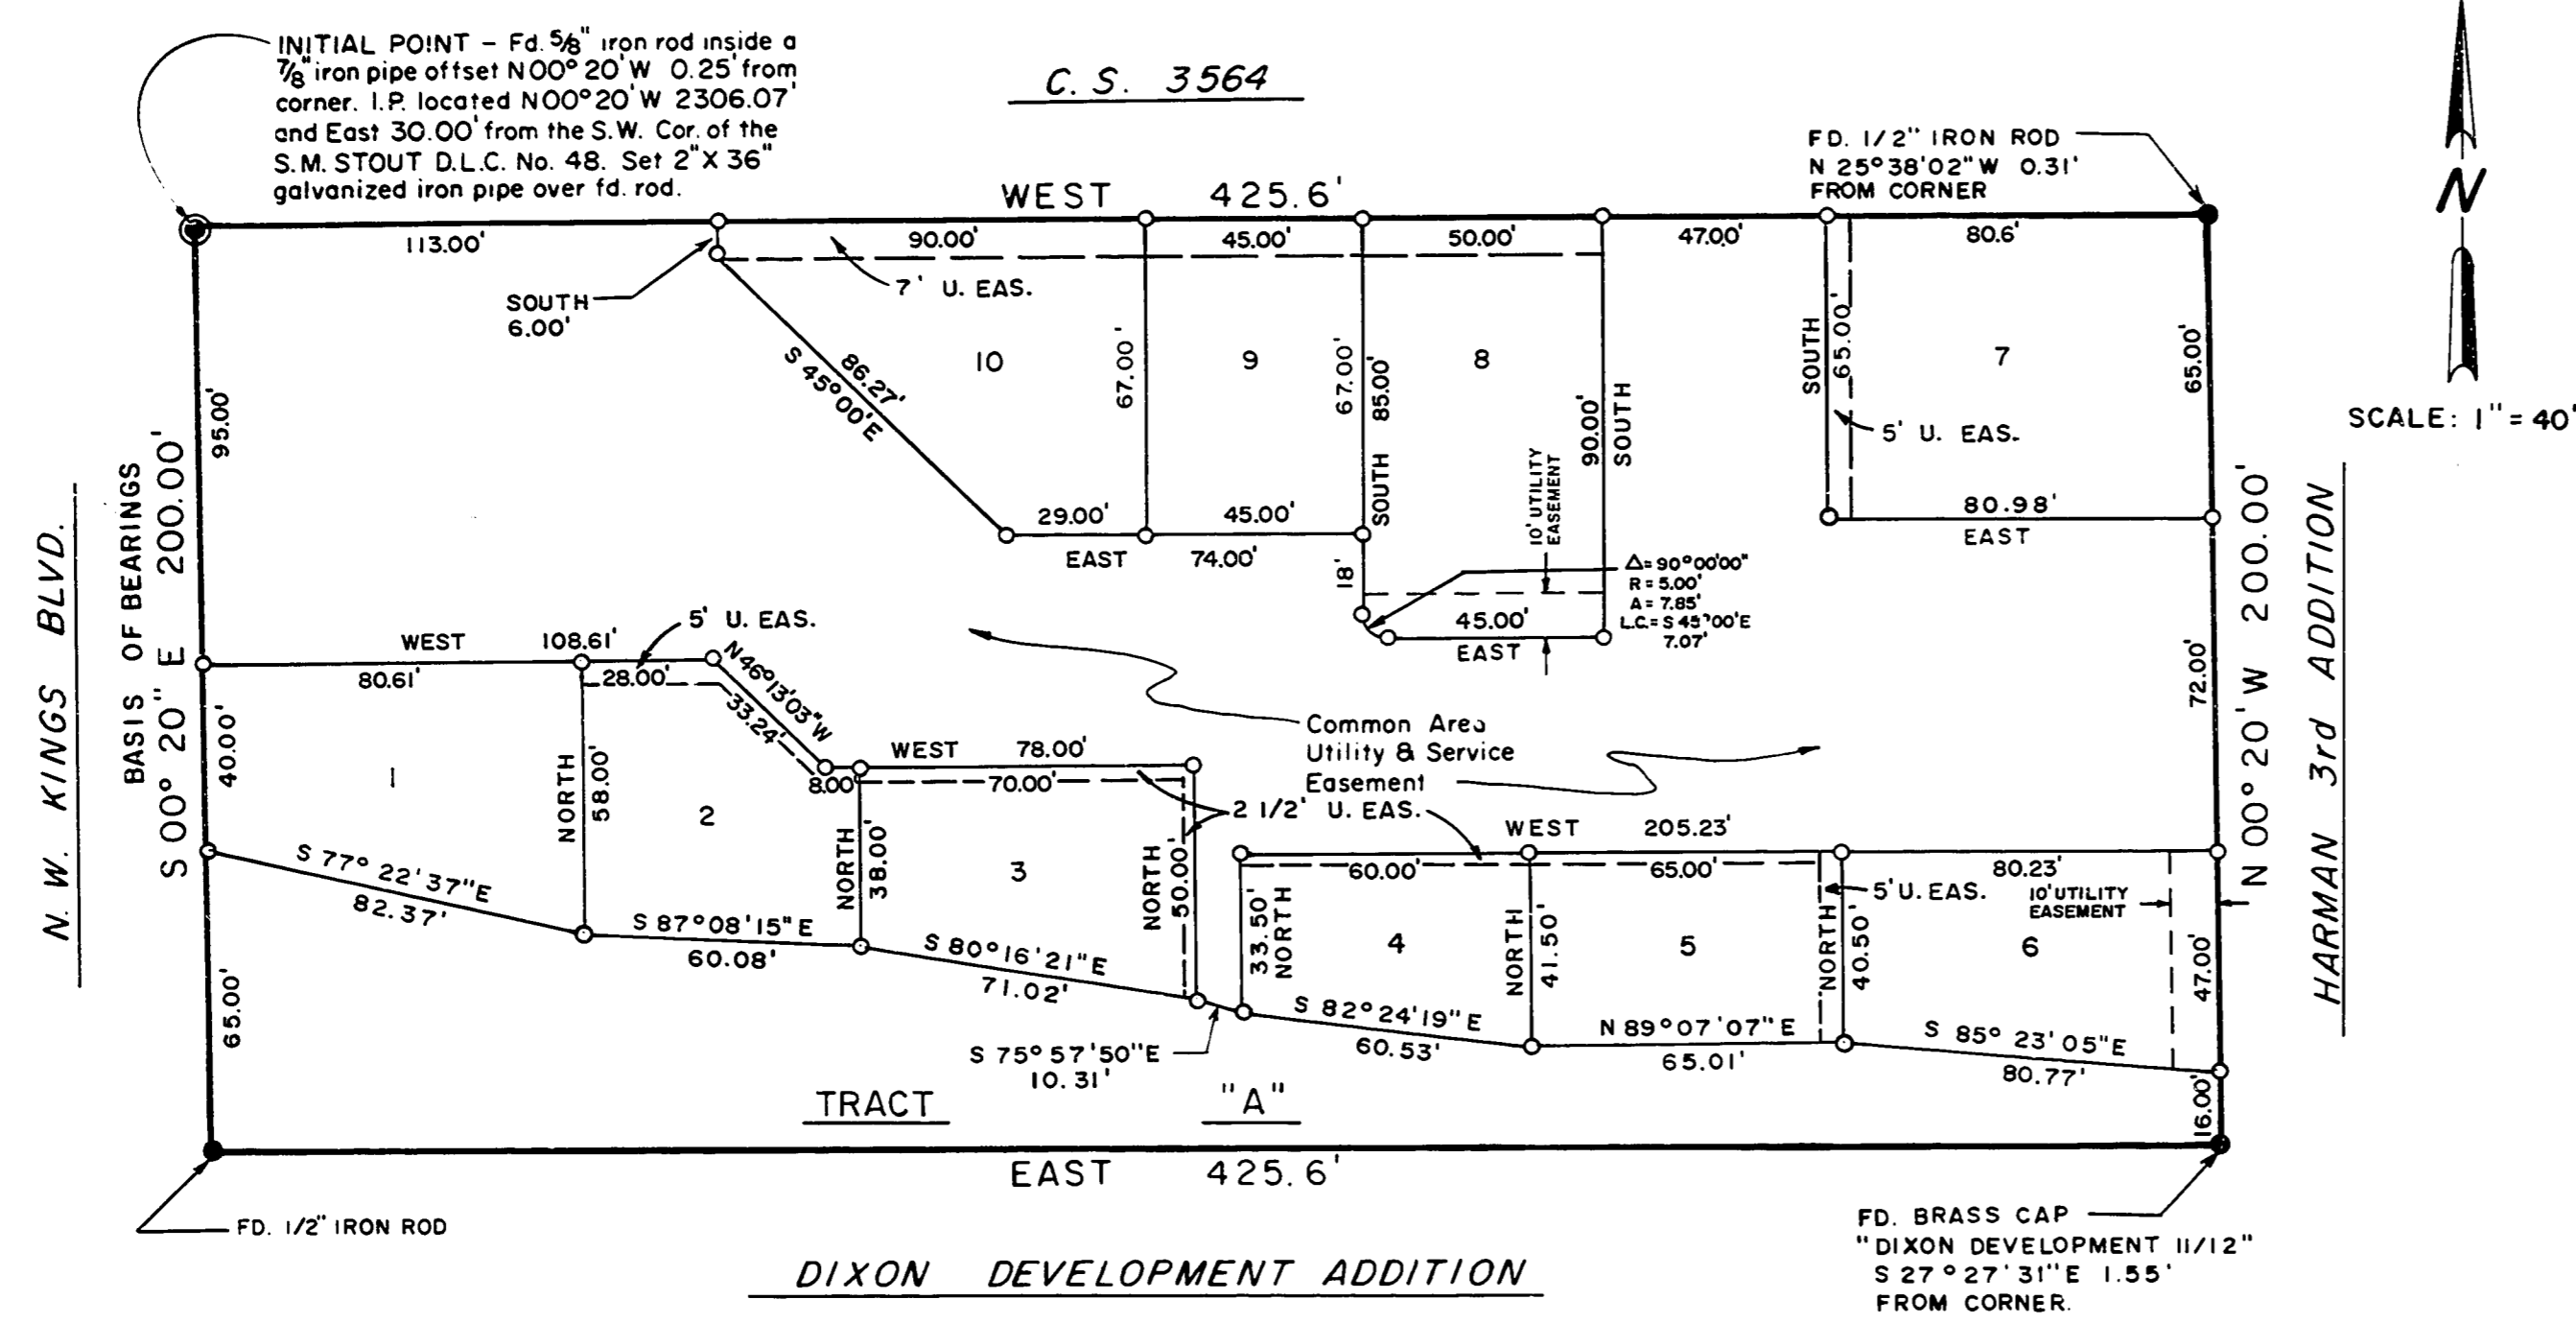 INITIAL POINT - Fd. 5/8" iron rod inside a
7/8" iron pipe offset N00° 20' W 0.25' from
corner. I.P. located N00° 20' W 2306.07'
and East 30.00' from the S.W. Cor. of the
S.M. STOUT D.L.C. No. 48. Set 2" X 36"
galvanized iron pipe over fd. rod.
C. S. 3564
FD. 1/2" IRON ROD
N 25° 38' 02" W 0.31'
FROM CORNER
N
SCALE: 1" = 40'
WEST 425.6'
113.00'
90.00'
45.00'
50.00'
47.00'
80.6'
SOUTH
6.00'
7' U. EAS.
86.27'
S 45° 00' E
10
67.00'
9
67.00'
85.00'
SOUTH
8
90.00'
SOUTH
10' UTILITY
EASEMENT
SOUTH
65.00'
7
65.00'
5' U. EAS.
80.98'
EAST
29.00'
45.00'
EAST 74.00'
18'
45.00'
EAST
Δ= 90° 00' 00"
R = 5.00'
A = 7.85'
L.C. = S 45° 00' E
7.07'
N. W. KINGS BLVD.
BASIS OF BEARINGS
S 00° 20" E 200.00'
95.00'
40.00'
65.00'
WEST 108.61'
80.61'
28.00'
5' U. EAS.
N 46° 13' 03" W
33.24'
1
NORTH
58.00'
2
8.00'
WEST 78.00'
70.00'
NORTH
38.00'
3
NORTH
50.00'
S 77° 22' 37" E
82.37'
S 87° 08' 15" E
60.08'
S 80° 16' 21" E
71.02'
S 75° 57' 50" E
10.31'
Common Area
Utility & Service
Easement
2 1/2' U. EAS.
WEST 205.23'
60.00'
65.00'
80.23'
33.50'
NORTH
4
NORTH
41.50'
5
NORTH
40.50'
5' U. EAS.
6
10' UTILITY
EASEMENT
S 82° 24' 19" E
60.53'
N 89° 07' 07" E
65.01'
S 85° 23' 05" E
80.77'
72.00'
47.00'
16.00'
N 00° 20' W 200.00'
HARMAN 3rd ADDITION
TRACT "A"
EAST 425.6'
FD. 1/2" IRON ROD
FD. BRASS CAP
"DIXON DEVELOPMENT 11/12"
S 27° 27' 31" E 1.55'
FROM CORNER.
DIXON DEVELOPMENT ADDITION